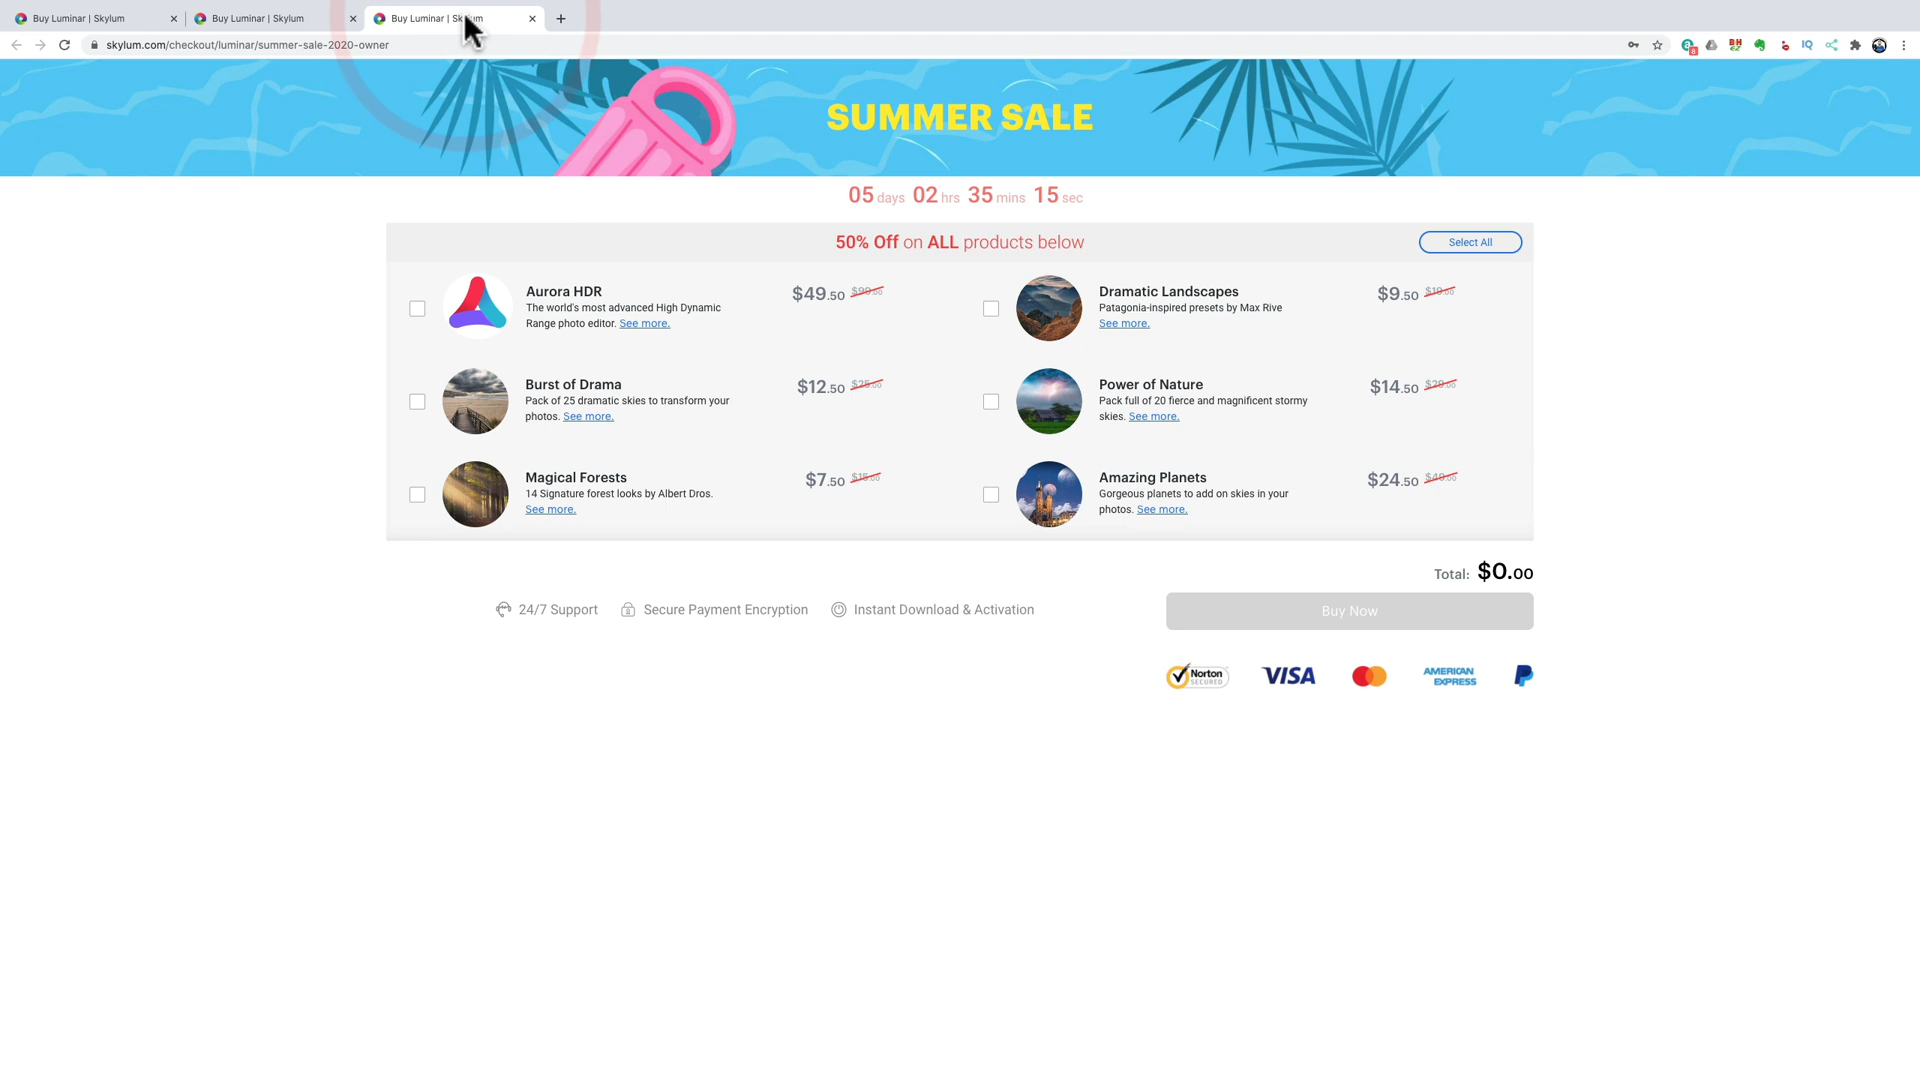 Buy Luminar | Skylum
Buy Luminar | Skylum
Buy Luminar |
skylum.com/checkout/luminar/summer-sale-2020-owner
SUMMER SALE
05 days 02 hrs 35 mins 15 sec
50% Off on ALL products below
Select All
Aurora HDR
$49.50
The world's most advanced High Dynamic
Range photo editor. See more.
Dramatic Landscapes
$9.50
Patagonia-inspired presets by Max Rive
See more.
Burst of Drama
$12.50
Pack of 25 dramatic skies to transform your
photos. See more.
Power of Nature
$14.50
Pack full of 20 fierce and magnificent stormy
skies. See more.
Magical Forests
$7.50
14 Signature forest looks by Albert Dros.
See more.
Amazing Planets
$24.50
Gorgeous planets to add on skies in your
photos. See more.
Total: $0.00
24/7 Support
Secure Payment Encryption
Instant Download & Activation
Buy Now
Norton
SECURED
VISA
AMERICAN
EXPRESS